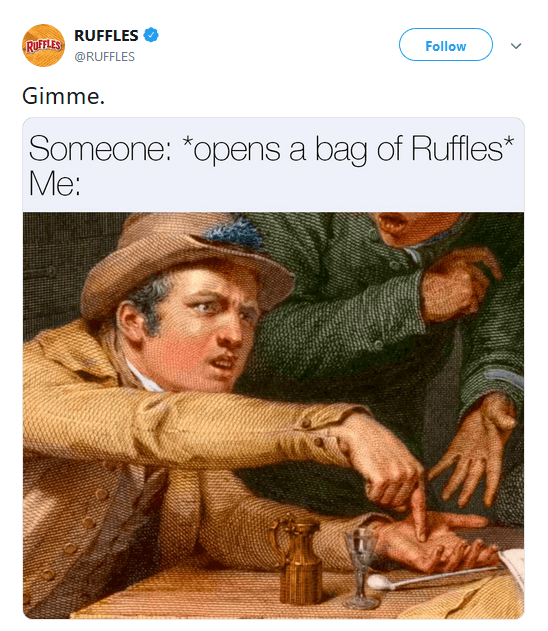 RUFFLES
RUFFLES
@RUFFLES
Follow
Gimme.
Someone: *opens a bag of Ruffles*
Me: